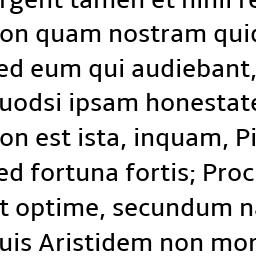 rgent tamen et nihil re
on quam nostram quid
ed eum qui audiebant,
uodsi ipsam honestate
on est ista, inquam, Pi
ed fortuna fortis; Proc
t optime, secundum na
uis Aristidem non mor